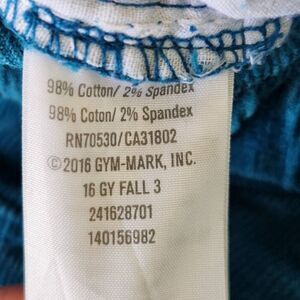 98% Cotton/ 2% Spandex
98% Coton/ 2% Spandex
RN70530/CA31802
©2016 GYM-MARK, INC.
16 GY FALL 3
241628701
140156982